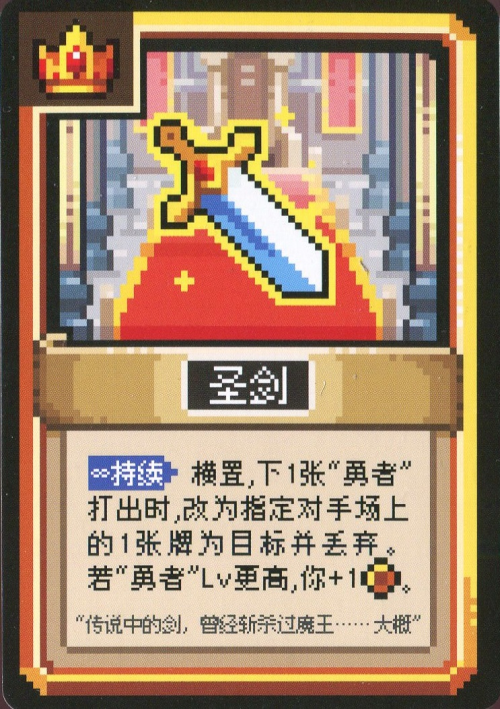 圣剑
∞持续 横置,下1张“勇者”
打出时,改为指定对手场上
的1张牌为目标并丢弃。
若“勇者”Lv更高,你+1。
“传说中的剑，曾经斩杀过魔王……大概”